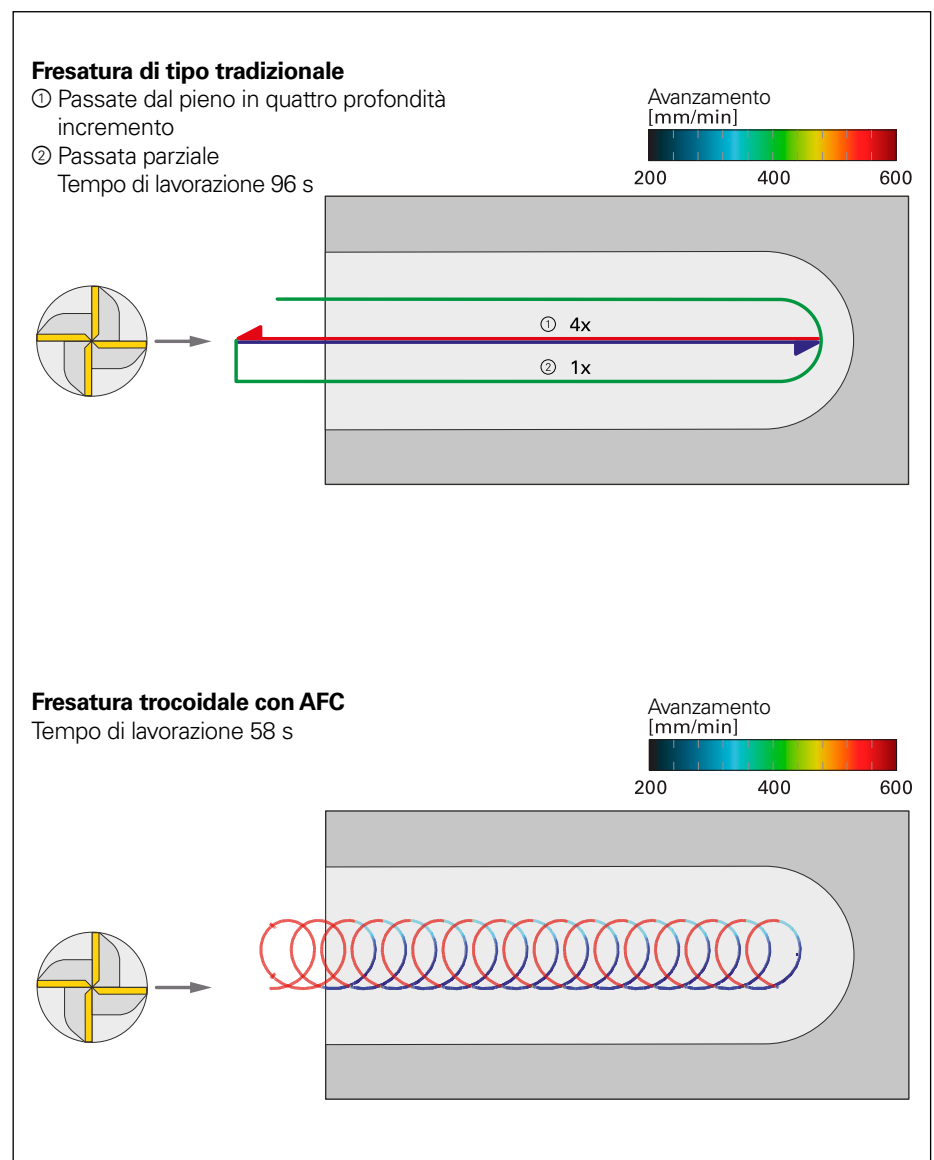 Fresatura di tipo tradizionale
① Passate dal pieno in quattro profondità
incremento
② Passata parziale
Tempo di lavorazione 96 s
Avanzamento
[mm/min]
200 400 600
① 4x
② 1x
Fresatura trocoidale con AFC
Tempo di lavorazione 58 s
Avanzamento
[mm/min]
200 400 600